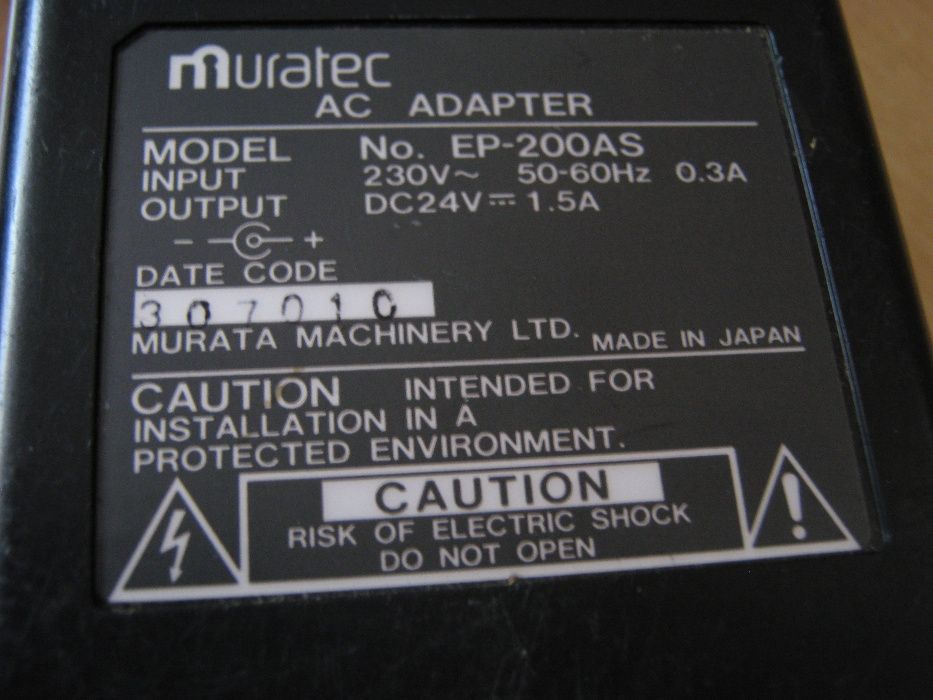 muratec
AC ADAPTER
MODEL No. EP-200AS
INPUT 230V~ 50-60Hz 0.3A
OUTPUT DC24V⎓1.5A
- +
DATE CODE
307010
MURATA MACHINERY LTD. MADE IN JAPAN
CAUTION INTENDED FOR
INSTALLATION IN A
PROTECTED ENVIRONMENT.
CAUTION
RISK OF ELECTRIC SHOCK
DO NOT OPEN
!